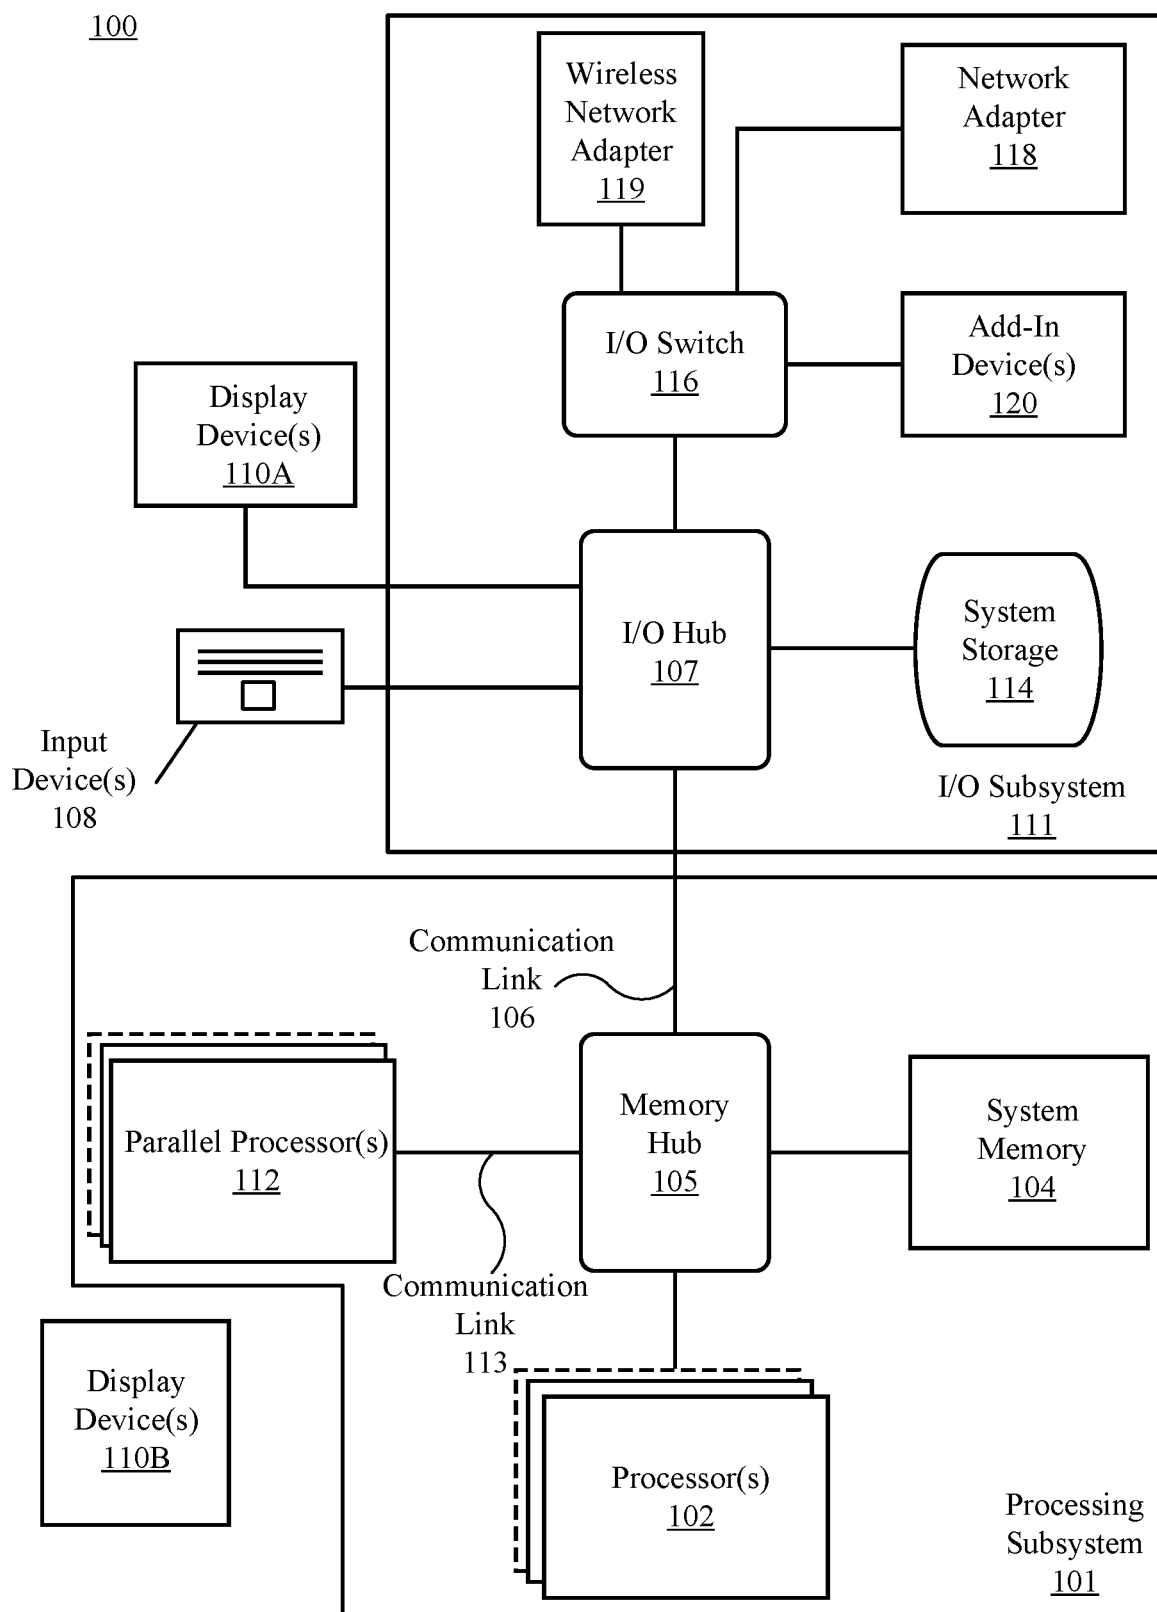 100
Wireless
Network
Adapter
119
Network
Adapter
118
I/O Switch
116
Add-In
Device(s)
120
Display
Device(s)
110A
I/O Hub
107
System
Storage
114
Input
Device(s)
108
I/O Subsystem
111
Communication
Link
106
Parallel Processor(s)
112
Memory
Hub
105
System
Memory
104
Communication
Link
113
Display
Device(s)
110B
Processor(s)
102
Processing
Subsystem
101